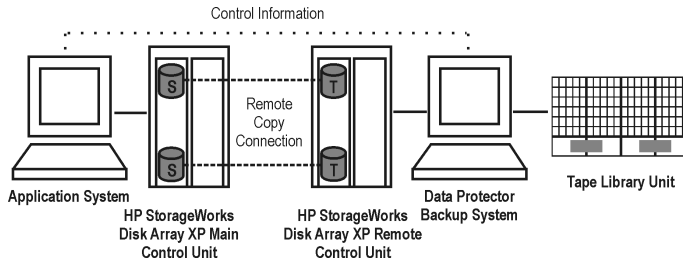 Control Information
S
T
Remote
Copy
Connection
S
T
Application System
HP StorageWorks
Disk Array XP Main
Control Unit
HP StorageWorks
Disk Array XP Remote
Control Unit
Data Protector
Backup System
Tape Library Unit